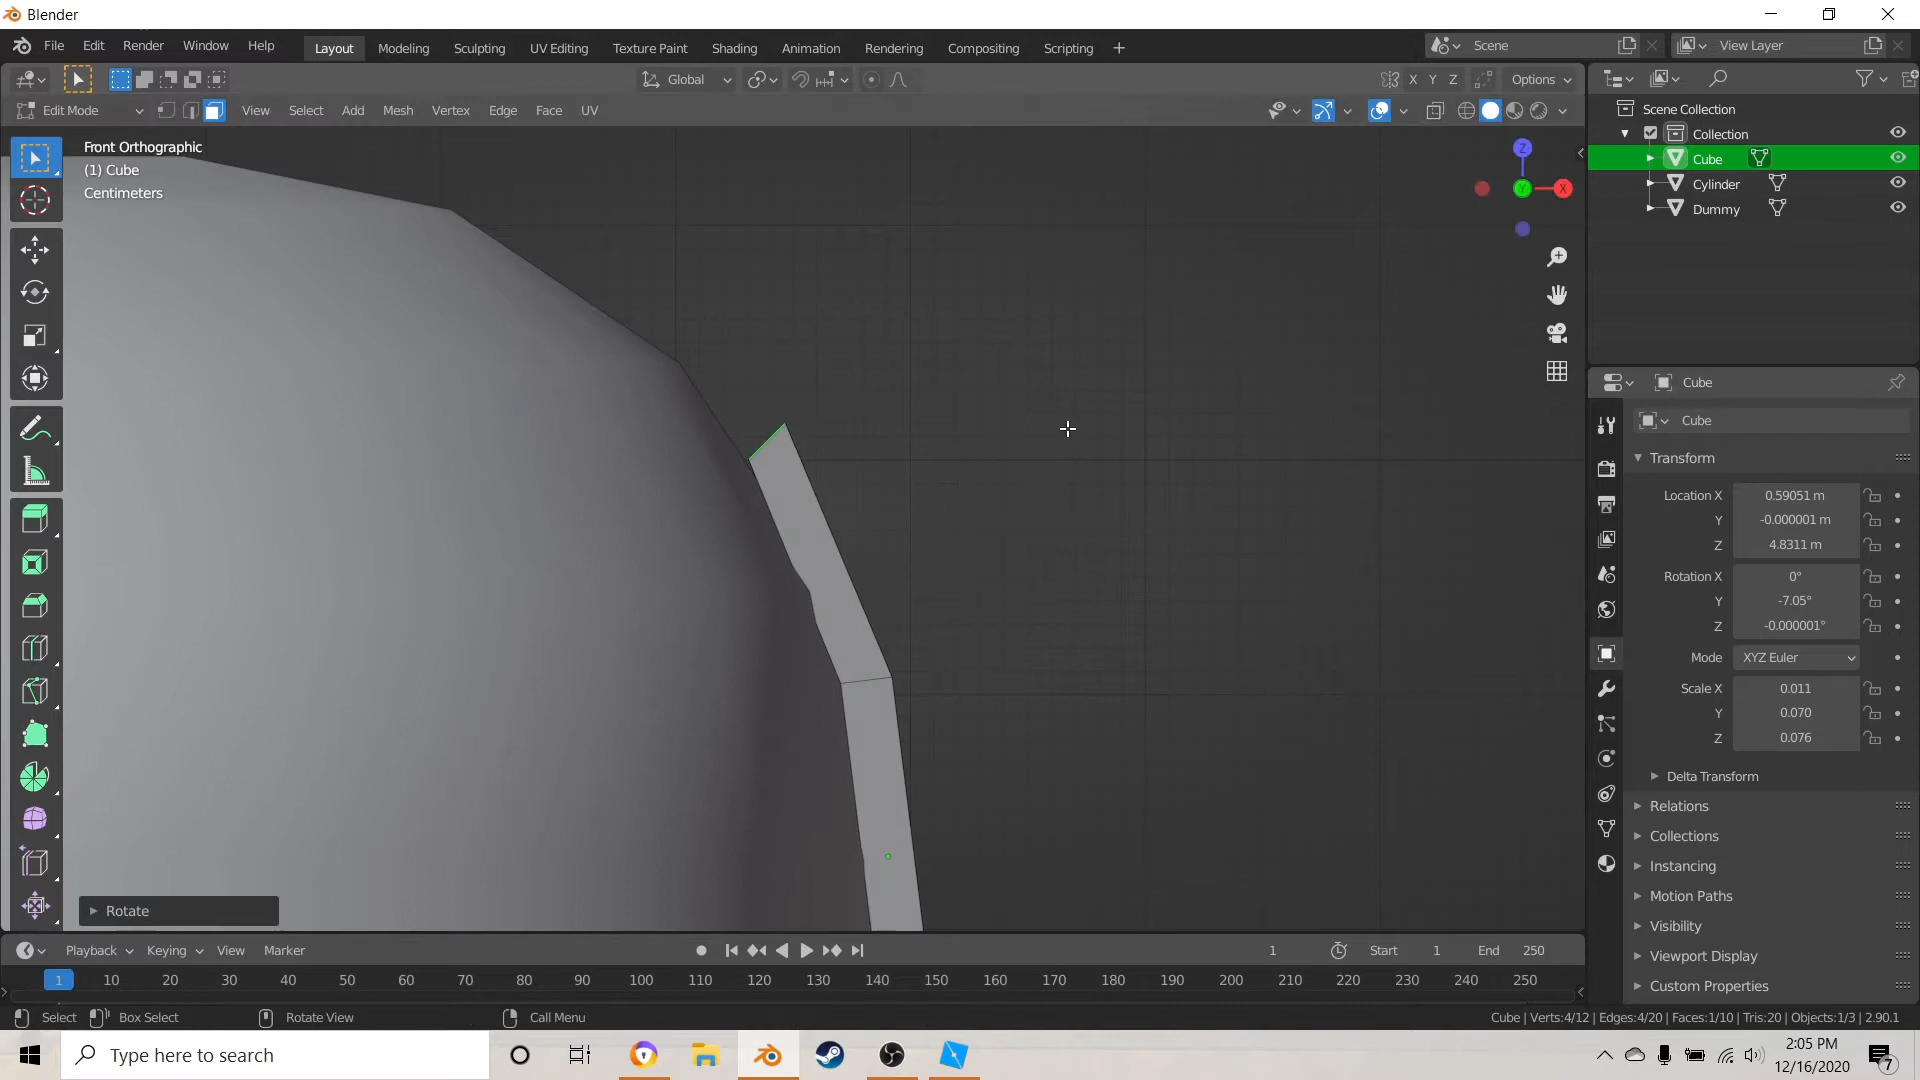 Blender
File Edit Render Window Help
Layout Modeling Sculpting UV Editing Texture Paint Shading Animation Rendering Compositing Scripting +
Scene
View Layer
Global
X Y Z
Options
Edit Mode
View Select Add Mesh Vertex Edge Face UV
Front Orthographic
(1) Cube
Centimeters
Z
Y
X
Rotate
Scene Collection
Collection
Cube
Cylinder
Dummy
Cube
Cube
Transform
Location X 0.59051 m
Y -0.000001 m
Z 4.8311 m
Rotation X 0°
Y -7.05°
Z -0.000001°
Mode XYZ Euler
Scale X 0.011
Y 0.070
Z 0.076
Delta Transform
Relations
Collections
Instancing
Motion Paths
Visibility
Viewport Display
Custom Properties
Playback Keying View Marker
1 Start 1 End 250
1 10 20 30 40 50 60 70 80 90 100 110 120 130 140 150 160 170 180 190 200 210 220 230 240 250
Select Box Select Rotate View Call Menu
Cube | Verts:4/12 | Edges:4/20 | Faces:1/10 | Tris:20 | Objects:1/3 | 2.90.1
Type here to search
2:05 PM
12/16/2020
7